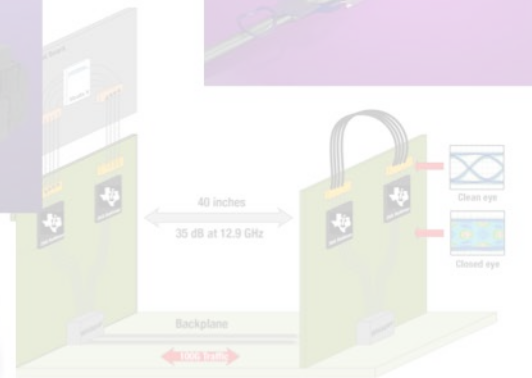 40 inches
35 dB at 12.9 GHz
Clean eye
Closed eye
Backplane
100G Traffic